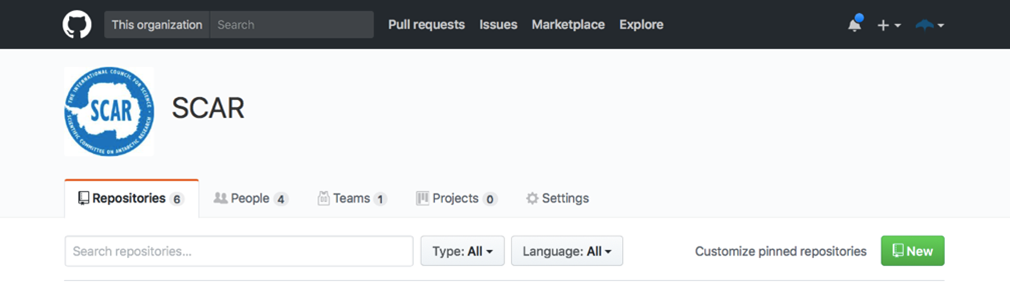 This organization Search Pull requests Issues Marketplace Explore
THE INTERNATIONAL COUNCIL FOR SCIENCE
SCAR
SCIENTIFIC COMMITTEE ON ANTARCTIC RESEARCH
SCAR
Repositories 6 People 4 Teams 1 Projects 0 Settings
Search repositories... Type: All Language: All Customize pinned repositories New